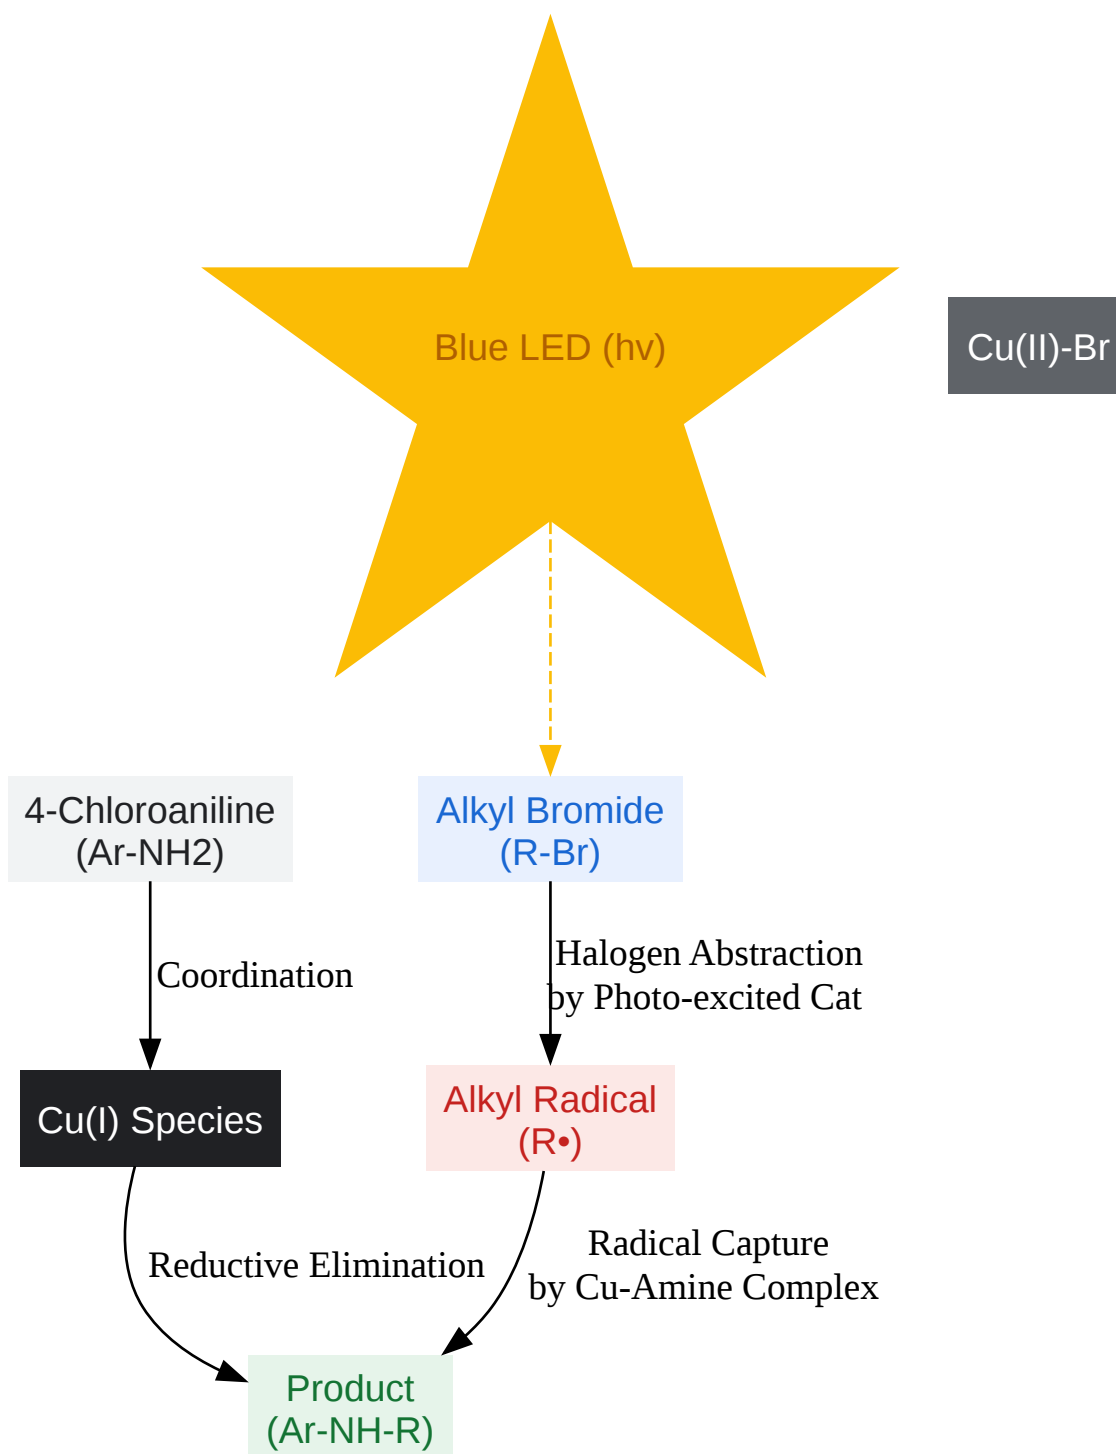 Blue LED (hv)
Cu(II)-Br
4-Chloroaniline
(Ar-NH2)
Alkyl Bromide
(R-Br)
Coordination
Halogen Abstraction
by Photo-excited Cat
Cu(I) Species
Alkyl Radical
(R•)
Reductive Elimination
Radical Capture
by Cu-Amine Complex
Product
(Ar-NH-R)